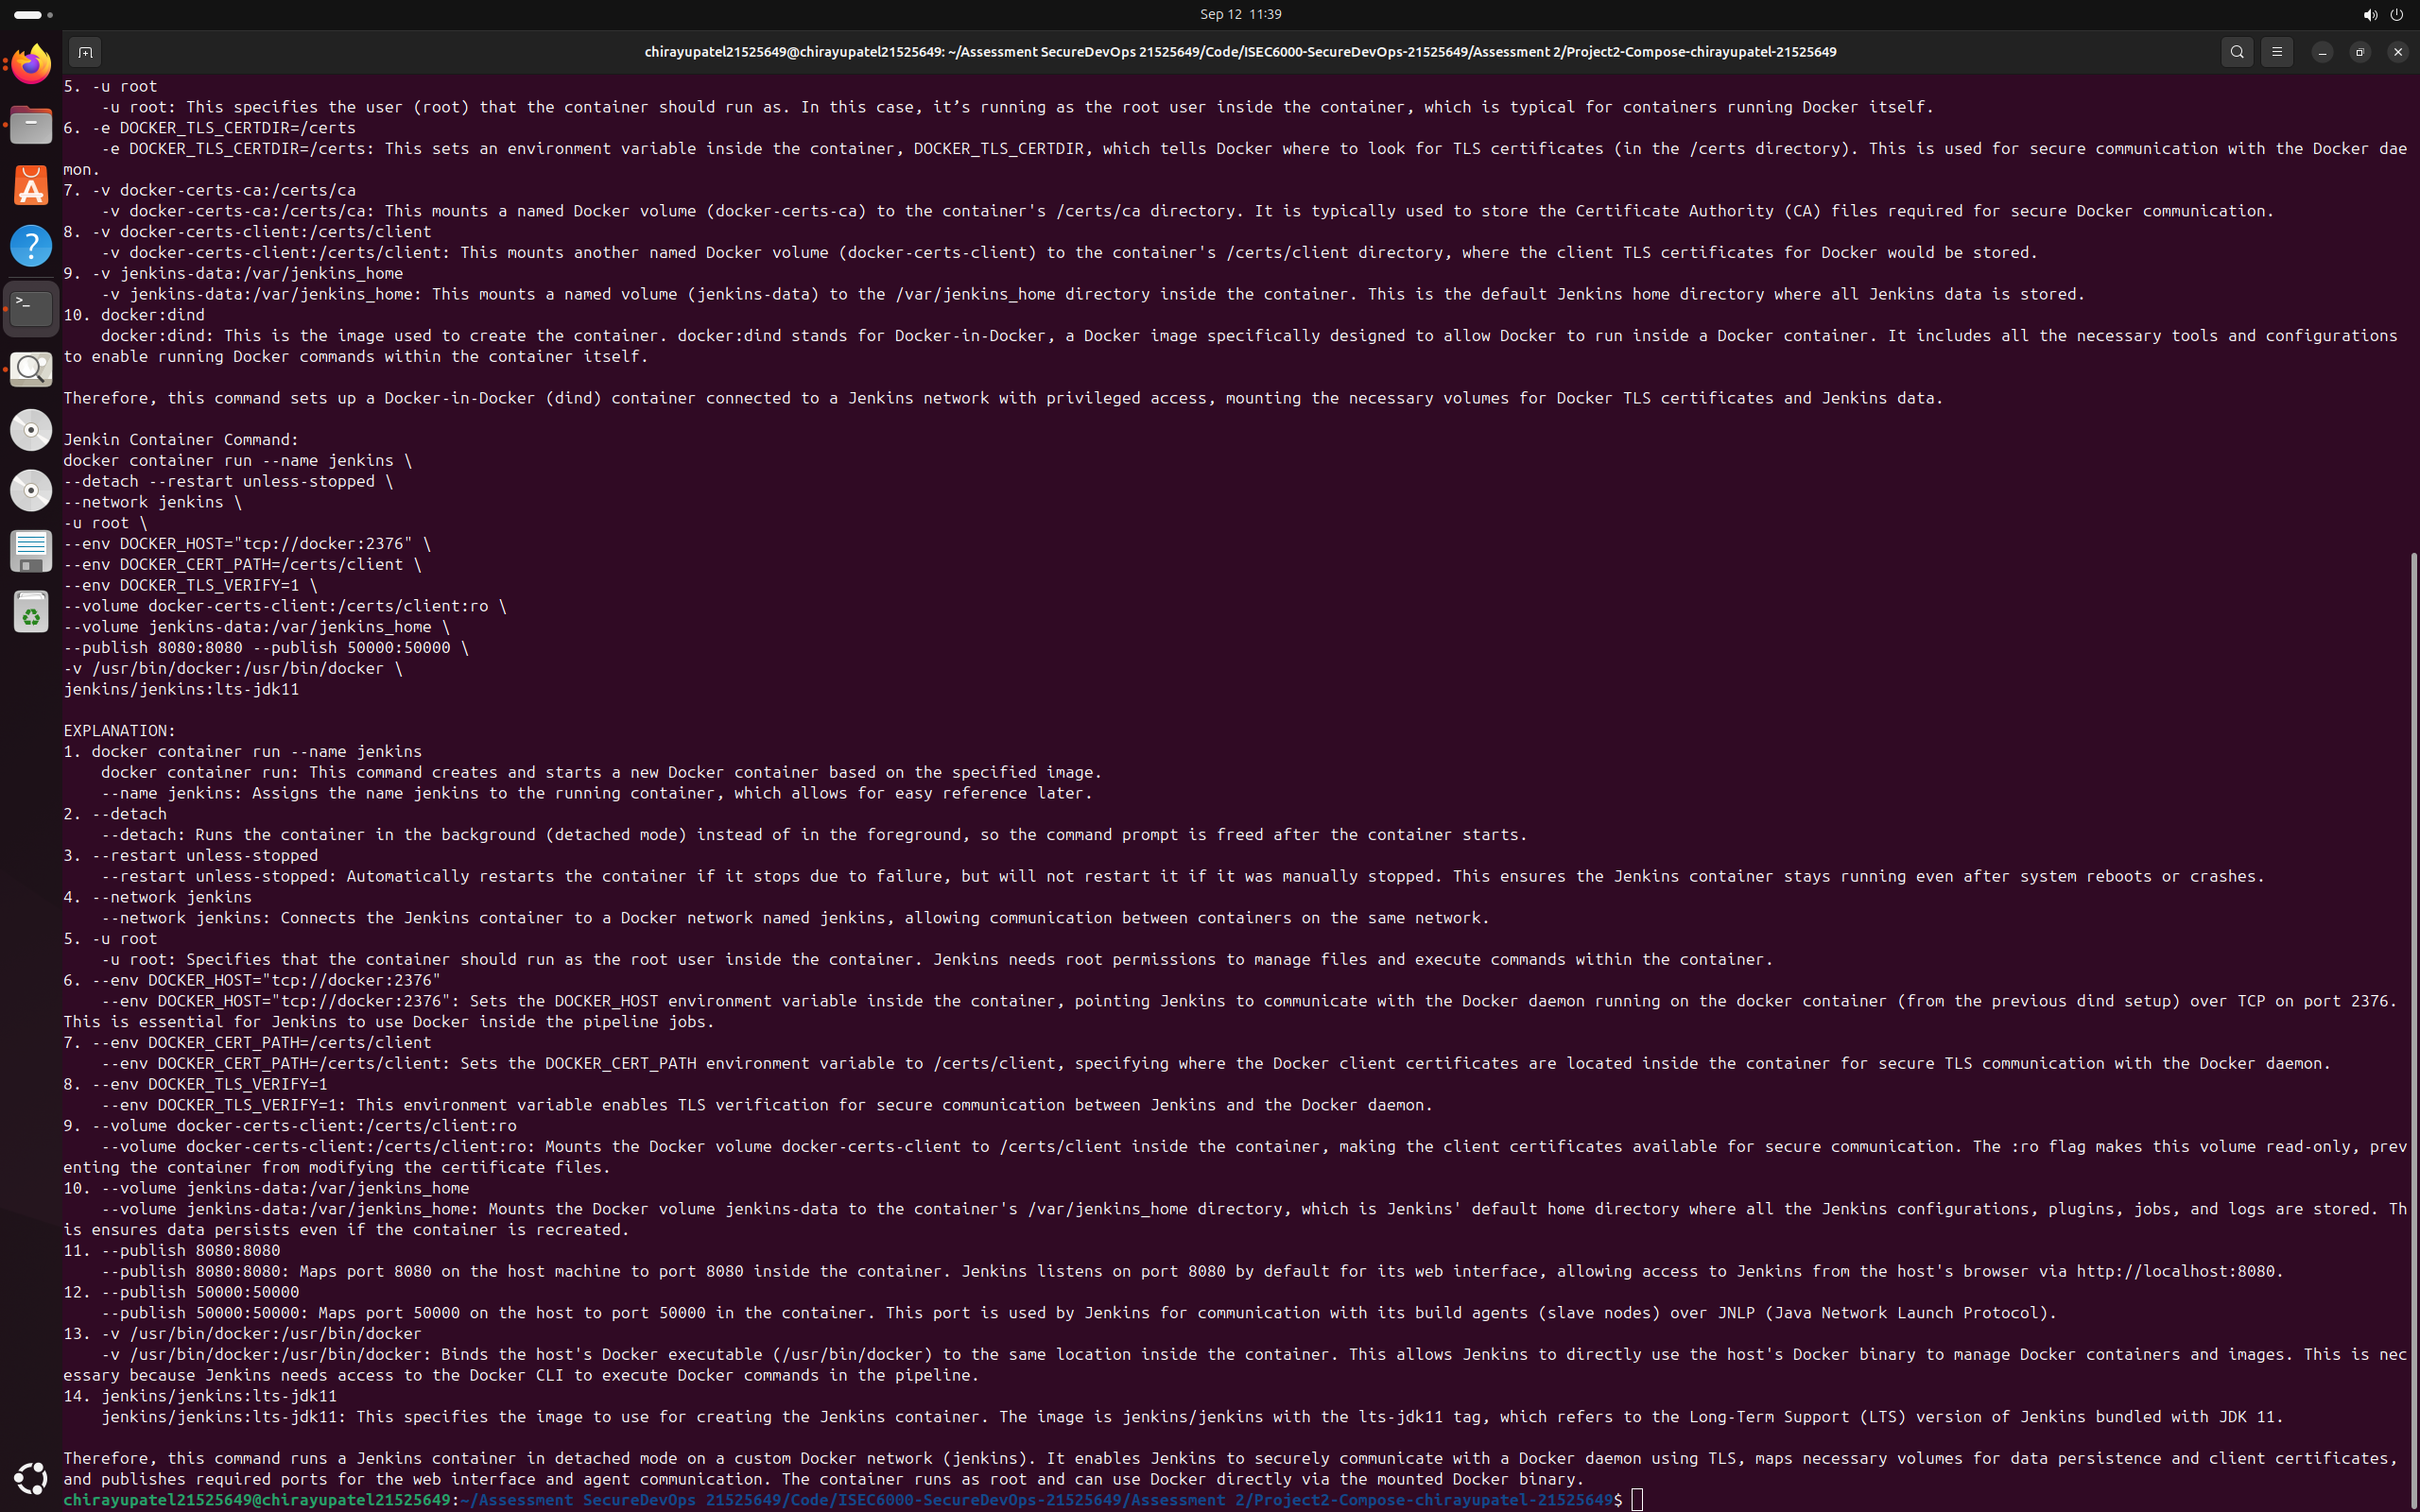 Sep 12  11:39
chirayupatel21525649@chirayupatel21525649: ~/Assessment SecureDevOps 21525649/Code/ISEC6000-SecureDevOps-21525649/Assessment 2/Project2-Compose-chirayupatel-21525649
5. -u root
    -u root: This specifies the user (root) that the container should run as. In this case, it’s running as the root user inside the container, which is typical for containers running Docker itself.
6. -e DOCKER_TLS_CERTDIR=/certs
    -e DOCKER_TLS_CERTDIR=/certs: This sets an environment variable inside the container, DOCKER_TLS_CERTDIR, which tells Docker where to look for TLS certificates (in the /certs directory). This is used for secure communication with the Docker dae
mon.
7. -v docker-certs-ca:/certs/ca
    -v docker-certs-ca:/certs/ca: This mounts a named Docker volume (docker-certs-ca) to the container's /certs/ca directory. It is typically used to store the Certificate Authority (CA) files required for secure Docker communication.
8. -v docker-certs-client:/certs/client
    -v docker-certs-client:/certs/client: This mounts another named Docker volume (docker-certs-client) to the container's /certs/client directory, where the client TLS certificates for Docker would be stored.
9. -v jenkins-data:/var/jenkins_home
    -v jenkins-data:/var/jenkins_home: This mounts a named volume (jenkins-data) to the /var/jenkins_home directory inside the container. This is the default Jenkins home directory where all Jenkins data is stored.
10. docker:dind
    docker:dind: This is the image used to create the container. docker:dind stands for Docker-in-Docker, a Docker image specifically designed to allow Docker to run inside a Docker container. It includes all the necessary tools and configurations
to enable running Docker commands within the container itself.

Therefore, this command sets up a Docker-in-Docker (dind) container connected to a Jenkins network with privileged access, mounting the necessary volumes for Docker TLS certificates and Jenkins data.

Jenkin Container Command:
docker container run --name jenkins \
--detach --restart unless-stopped \
--network jenkins \
-u root \
--env DOCKER_HOST="tcp://docker:2376" \
--env DOCKER_CERT_PATH=/certs/client \
--env DOCKER_TLS_VERIFY=1 \
--volume docker-certs-client:/certs/client:ro \
--volume jenkins-data:/var/jenkins_home \
--publish 8080:8080 --publish 50000:50000 \
-v /usr/bin/docker:/usr/bin/docker \
jenkins/jenkins:lts-jdk11

EXPLANATION:
1. docker container run --name jenkins
    docker container run: This command creates and starts a new Docker container based on the specified image.
    --name jenkins: Assigns the name jenkins to the running container, which allows for easy reference later.
2. --detach
    --detach: Runs the container in the background (detached mode) instead of in the foreground, so the command prompt is freed after the container starts.
3. --restart unless-stopped
    --restart unless-stopped: Automatically restarts the container if it stops due to failure, but will not restart it if it was manually stopped. This ensures the Jenkins container stays running even after system reboots or crashes.
4. --network jenkins
    --network jenkins: Connects the Jenkins container to a Docker network named jenkins, allowing communication between containers on the same network.
5. -u root
    -u root: Specifies that the container should run as the root user inside the container. Jenkins needs root permissions to manage files and execute commands within the container.
6. --env DOCKER_HOST="tcp://docker:2376"
    --env DOCKER_HOST="tcp://docker:2376": Sets the DOCKER_HOST environment variable inside the container, pointing Jenkins to communicate with the Docker daemon running on the docker container (from the previous dind setup) over TCP on port 2376.
This is essential for Jenkins to use Docker inside the pipeline jobs.
7. --env DOCKER_CERT_PATH=/certs/client
    --env DOCKER_CERT_PATH=/certs/client: Sets the DOCKER_CERT_PATH environment variable to /certs/client, specifying where the Docker client certificates are located inside the container for secure TLS communication with the Docker daemon.
8. --env DOCKER_TLS_VERIFY=1
    --env DOCKER_TLS_VERIFY=1: This environment variable enables TLS verification for secure communication between Jenkins and the Docker daemon.
9. --volume docker-certs-client:/certs/client:ro
    --volume docker-certs-client:/certs/client:ro: Mounts the Docker volume docker-certs-client to /certs/client inside the container, making the client certificates available for secure communication. The :ro flag makes this volume read-only, prev
enting the container from modifying the certificate files.
10. --volume jenkins-data:/var/jenkins_home
    --volume jenkins-data:/var/jenkins_home: Mounts the Docker volume jenkins-data to the container's /var/jenkins_home directory, which is Jenkins' default home directory where all the Jenkins configurations, plugins, jobs, and logs are stored. Th
is ensures data persists even if the container is recreated.
11. --publish 8080:8080
    --publish 8080:8080: Maps port 8080 on the host machine to port 8080 inside the container. Jenkins listens on port 8080 by default for its web interface, allowing access to Jenkins from the host's browser via http://localhost:8080.
12. --publish 50000:50000
    --publish 50000:50000: Maps port 50000 on the host to port 50000 in the container. This port is used by Jenkins for communication with its build agents (slave nodes) over JNLP (Java Network Launch Protocol).
13. -v /usr/bin/docker:/usr/bin/docker
    -v /usr/bin/docker:/usr/bin/docker: Binds the host's Docker executable (/usr/bin/docker) to the same location inside the container. This allows Jenkins to directly use the host's Docker binary to manage Docker containers and images. This is nec
essary because Jenkins needs access to the Docker CLI to execute Docker commands in the pipeline.
14. jenkins/jenkins:lts-jdk11
    jenkins/jenkins:lts-jdk11: This specifies the image to use for creating the Jenkins container. The image is jenkins/jenkins with the lts-jdk11 tag, which refers to the Long-Term Support (LTS) version of Jenkins bundled with JDK 11.

Therefore, this command runs a Jenkins container in detached mode on a custom Docker network (jenkins). It enables Jenkins to securely communicate with a Docker daemon using TLS, maps necessary volumes for data persistence and client certificates,
and publishes required ports for the web interface and agent communication. The container runs as root and can use Docker directly via the mounted Docker binary.
chirayupatel21525649@chirayupatel21525649:~/Assessment SecureDevOps 21525649/Code/ISEC6000-SecureDevOps-21525649/Assessment 2/Project2-Compose-chirayupatel-21525649$